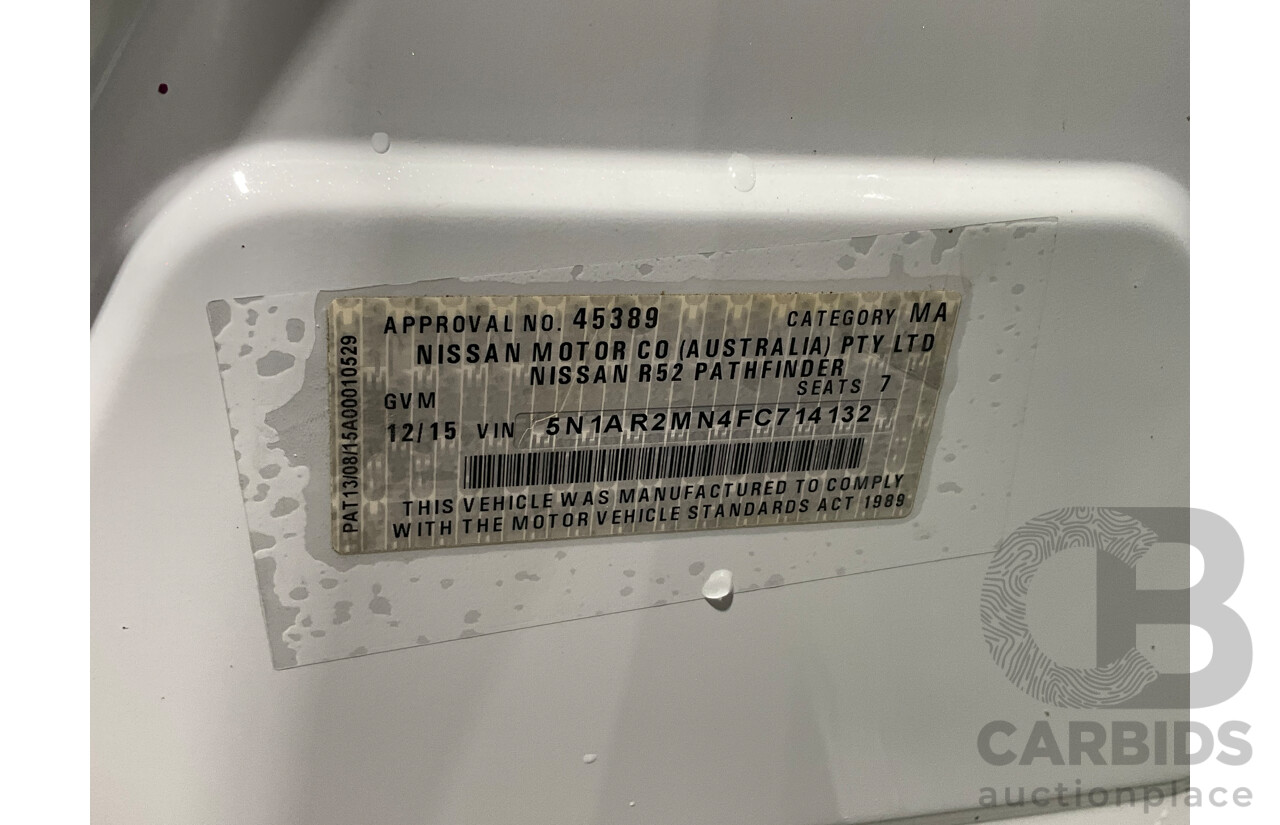 APPROVAL NO. 45389 CATEGORY MA
NISSAN MOTOR CO (AUSTRALIA) PTY LTD
NISSAN R52 PATHFINDER
SEATS 7
GVM
12/15 VIN 5N1AR2MN4FC714132
THIS VEHICLE WAS MANUFACTURED TO COMPLY
WITH THE MOTOR VEHICLE STANDARDS ACT 1989
PAT13/08/15A00010529
CB
CARBIDS
auctionplace